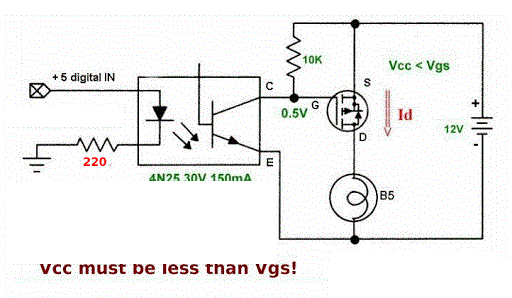 + 5 digital IN
220
4N25 30V 150mA
C
E
0.5V
10K
G
S
D
Vcc < Vgs
Id
+
12V
-
B5
Vcc must be less than Vgs!